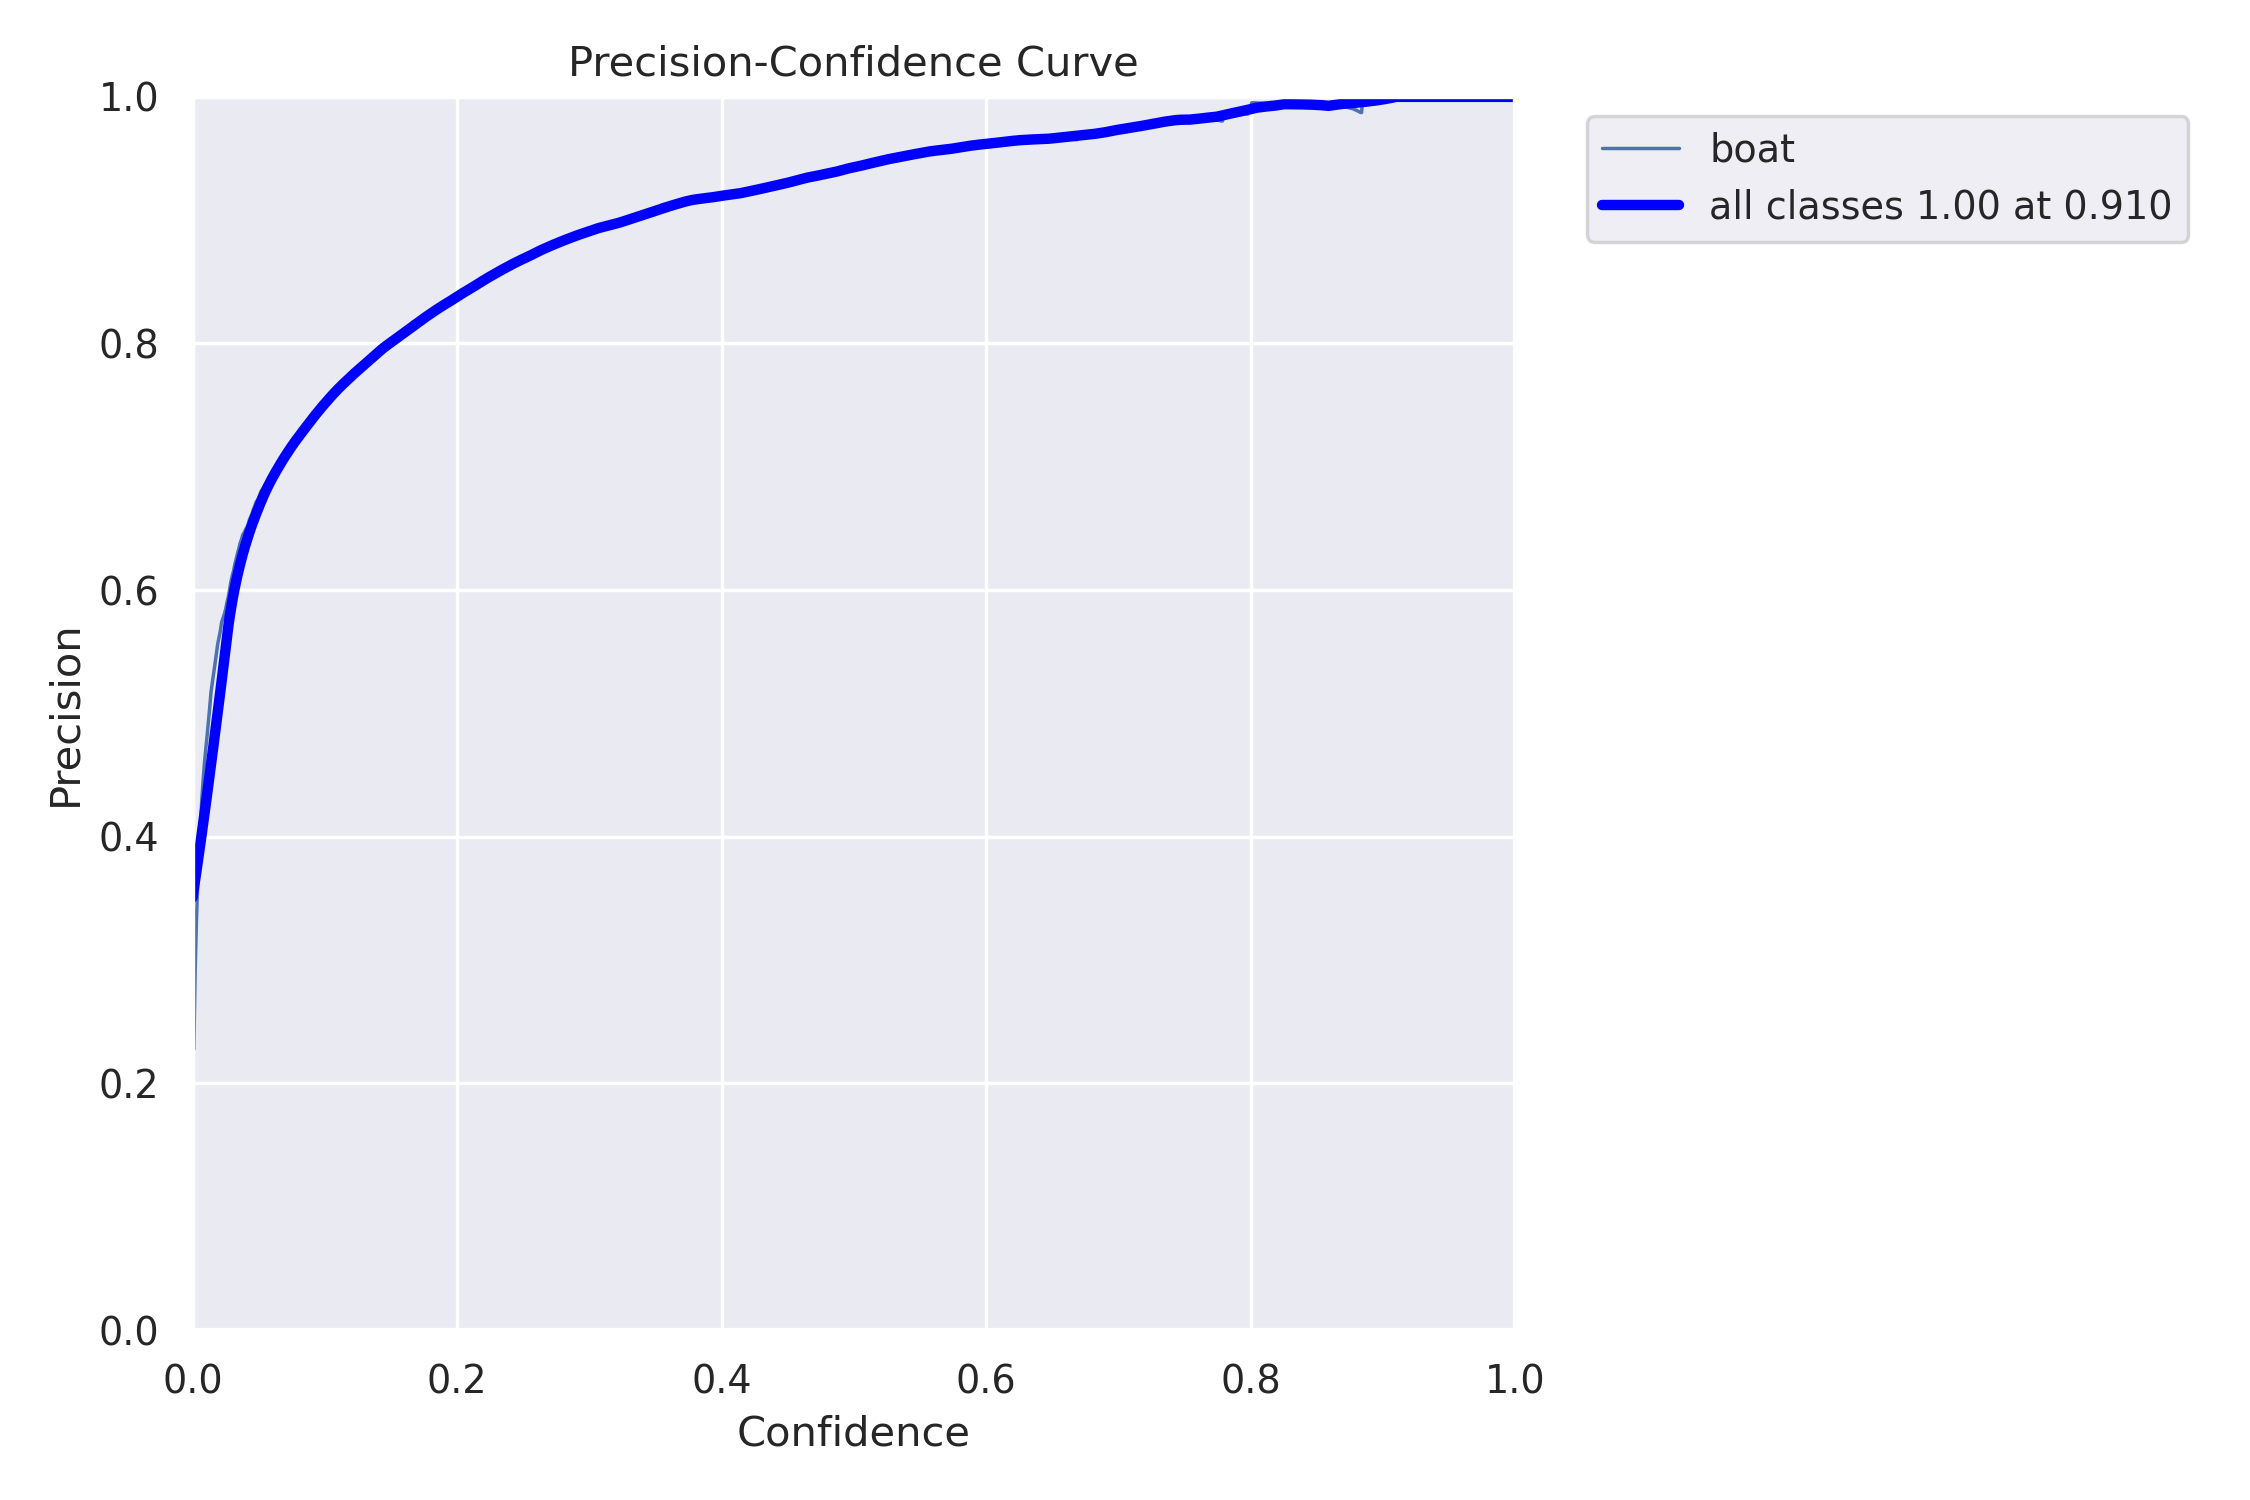 Precision-Confidence Curve
1.0
0.8
0.6
0.4
0.2
0.0
Precision
0.0 0.2 0.4 0.6 0.8 1.0
Confidence
boat
all classes 1.00 at 0.910